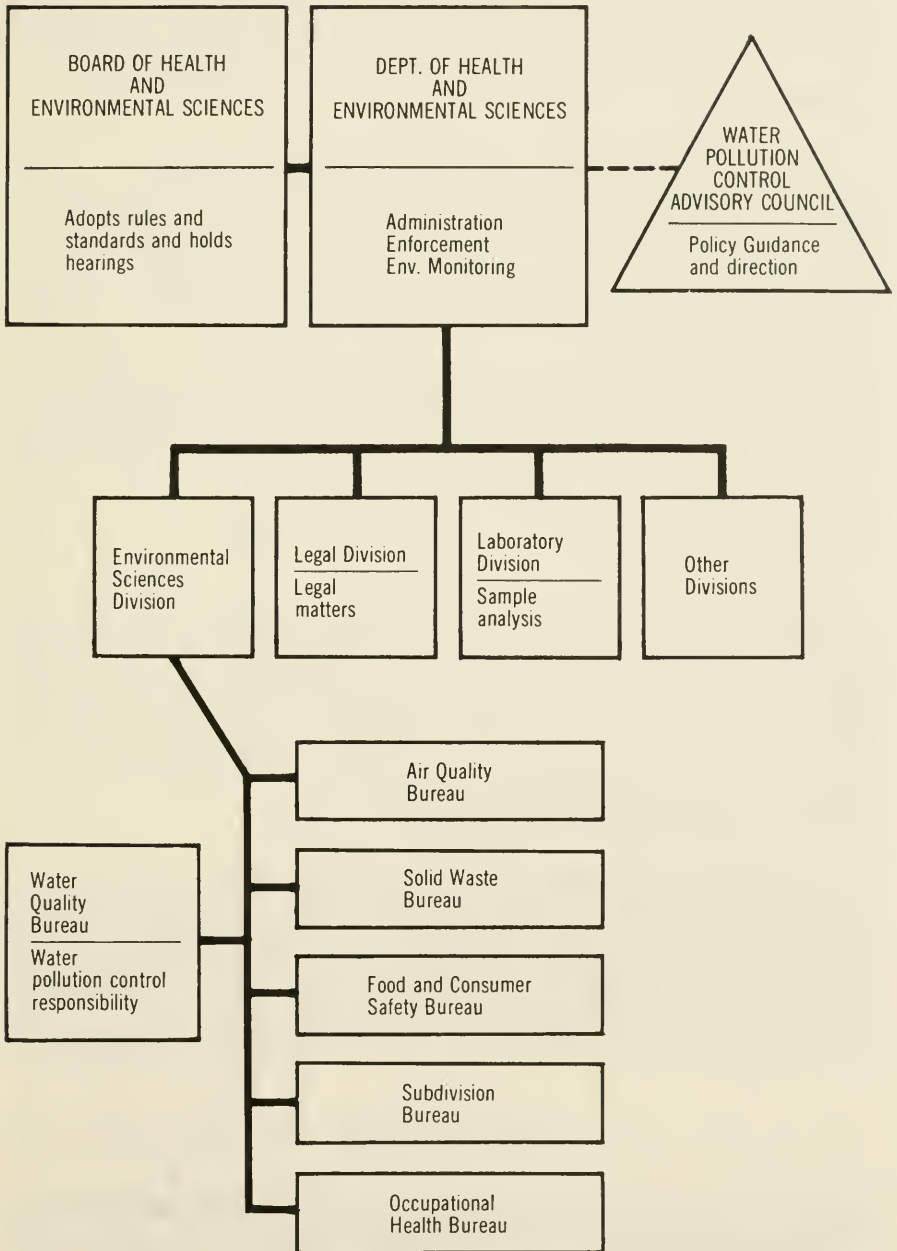 BOARD OF HEALTH
AND
ENVIRONMENTAL SCIENCES
Adopts rules and
standards and holds
hearings
DEPT. OF HEALTH
AND
ENVIRONMENTAL SCIENCES
Administration
Enforcement
Env. Monitoring
WATER
POLLUTION
CONTROL
ADVISORY COUNCIL
Policy Guidance
and direction
Environmental
Sciences
Division
Legal Division
Legal
matters
Laboratory
Division
Sample
analysis
Other
Divisions
Air Quality
Bureau
Water
Quality
Bureau
Water
pollution control
responsibility
Solid Waste
Bureau
Food and Consumer
Safety Bureau
Subdivision
Bureau
Occupational
Health Bureau